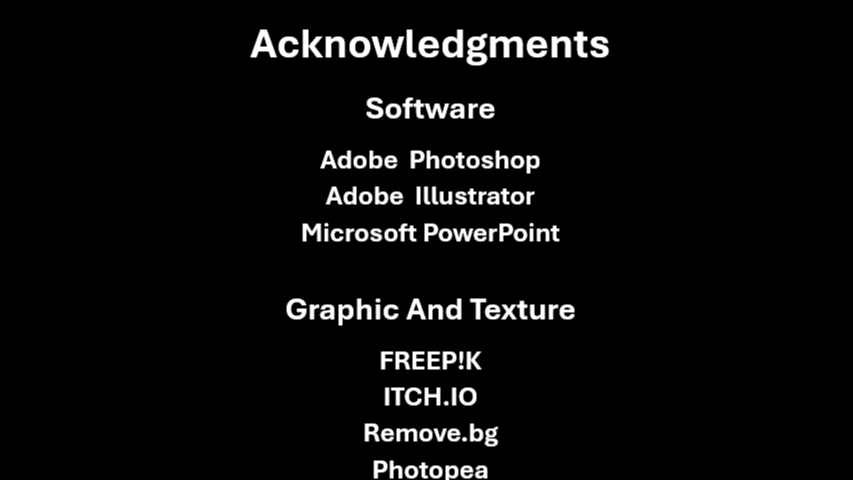 Acknowledgments
Software
Adobe Photoshop
Adobe Illustrator
Microsoft PowerPoint
Graphic And Texture
FREEP!K
ITCH.IO
Remove.bg
Photopea